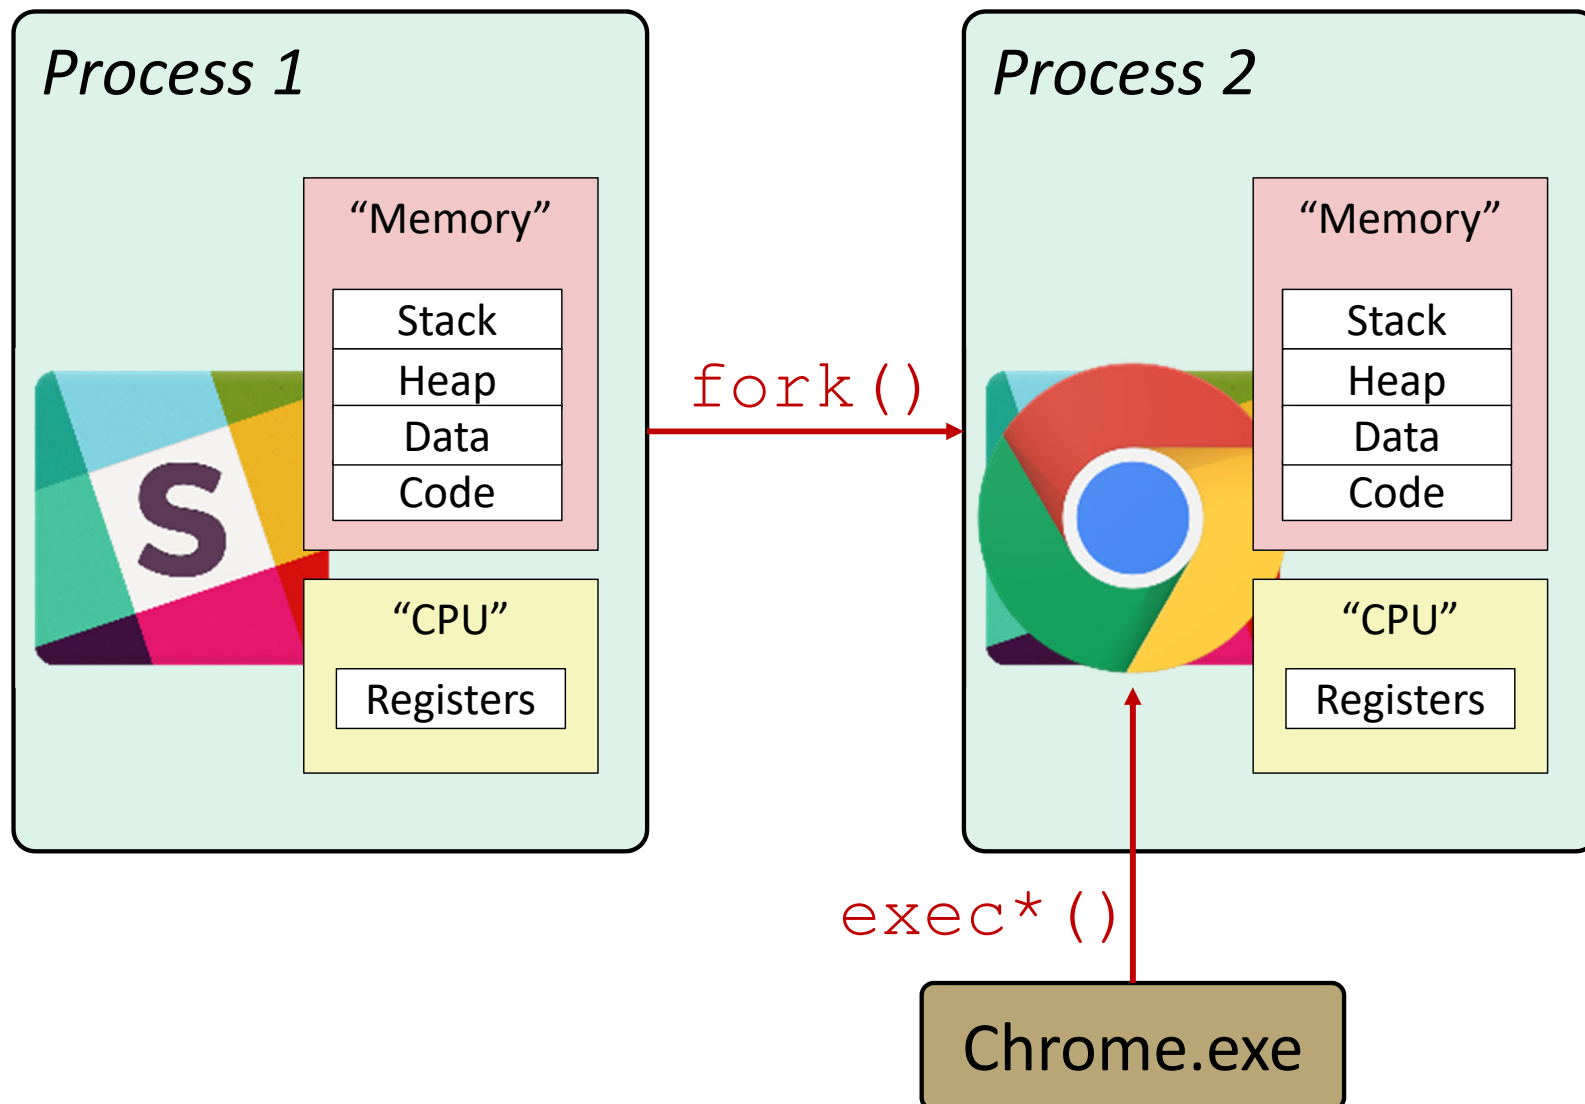 Process 1
“Memory”
Stack
Heap
Data
Code
S
“CPU”
Registers
fork()
Process 2
“Memory”
Stack
Heap
Data
Code
“CPU”
Registers
exec*()
Chrome.exe